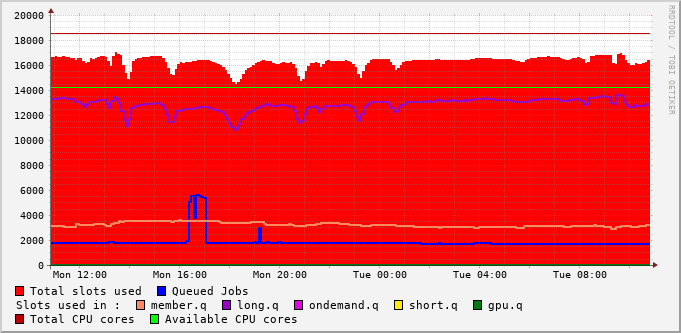 20000
18000
16000
14000
12000
10000
8000
6000
4000
2000
0
Mon 12:00 Mon 16:00 Mon 20:00 Tue 00:00 Tue 04:00 Tue 08:00
RRDTOOL / TOBI OETIKER
Total slots used Queued Jobs
Slots used in : member.q long.q ondemand.q short.q gpu.q
Total CPU cores Available CPU cores